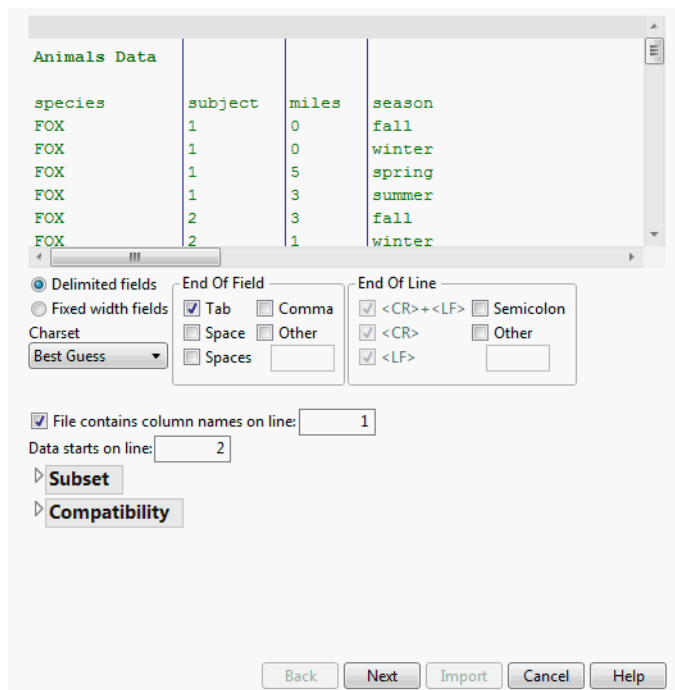 Animals Data
species subject miles season
FOX 1 0 fall
FOX 1 0 winter
FOX 1 5 spring
FOX 1 3 summer
FOX 2 3 fall
FOX 2 1 winter
Delimited fields
Fixed width fields
Charset
Best Guess
End Of Field
Tab Comma
Space Other
Spaces
End Of Line
<CR>+<LF> Semicolon
<CR> Other
<LF>
File contains column names on line: 1
Data starts on line: 2
Subset
Compatibility
Back Next Import Cancel Help